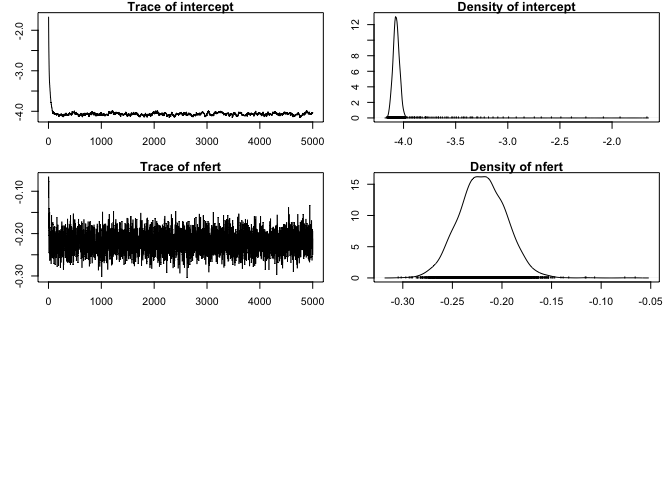 Trace of intercept
-2.0
-3.0
-4.0
0 1000 2000 3000 4000 5000
Density of intercept
12
8
6
4
2
0
-4.0 -3.5 -3.0 -2.5 -2.0
Trace of nfert
-0.10
-0.20
-0.30
0 1000 2000 3000 4000 5000
Density of nfert
15
10
5
0
-0.30 -0.25 -0.20 -0.15 -0.10 -0.05